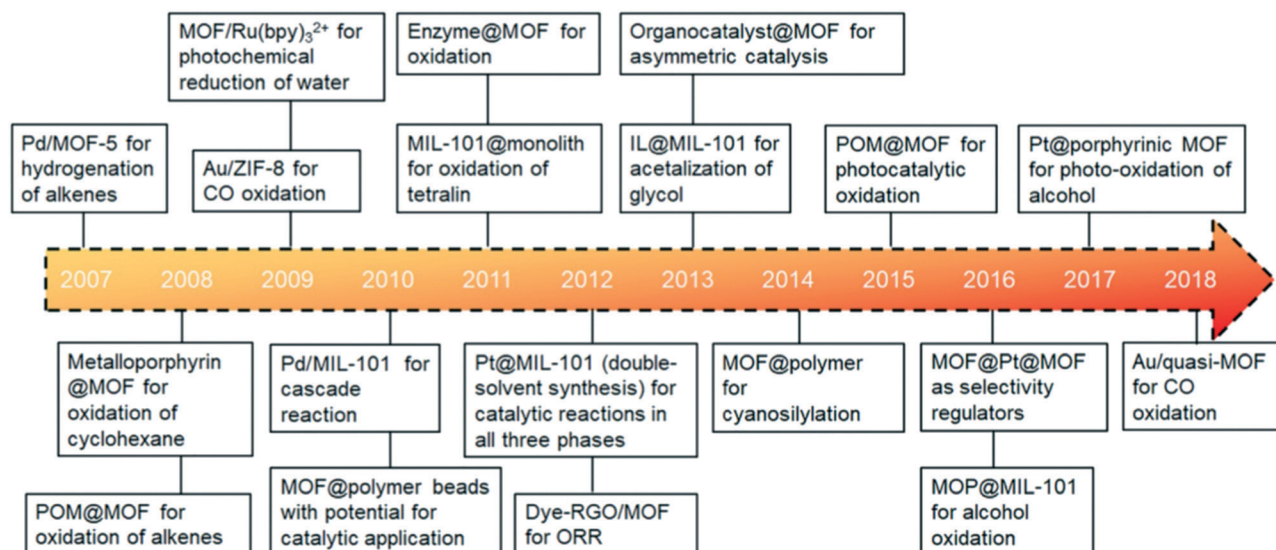 MOF/Ru(bpy)₃²⁺ for
photochemical
reduction of water
Enzyme@MOF for
oxidation
Organocatalyst@MOF for
asymmetric catalysis
Pd/MOF-5 for
hydrogenation
of alkenes
Au/ZIF-8 for
CO oxidation
MIL-101@monolith
for oxidation of
tetralin
IL@MIL-101 for
acetalization of
glycol
POM@MOF for
photocatalytic
oxidation
Pt@porphyrinic MOF
for photo-oxidation of
alcohol
2007 2008 2009 2010 2011 2012 2013 2014 2015 2016 2017 2018
Metalloporphyrin
@MOF for
oxidation of
cyclohexane
Pd/MIL-101 for
cascade
reaction
Pt@MIL-101 (double-
solvent synthesis) for
catalytic reactions in
all three phases
MOF@polymer
for
cyanosilylation
MOF@Pt@MOF
as selectivity
regulators
Au/quasi-MOF
for CO
oxidation
POM@MOF for
oxidation of alkenes
MOF@polymer beads
with potential for
catalytic application
Dye-RGO/MOF
for ORR
MOP@MIL-101
for alcohol
oxidation